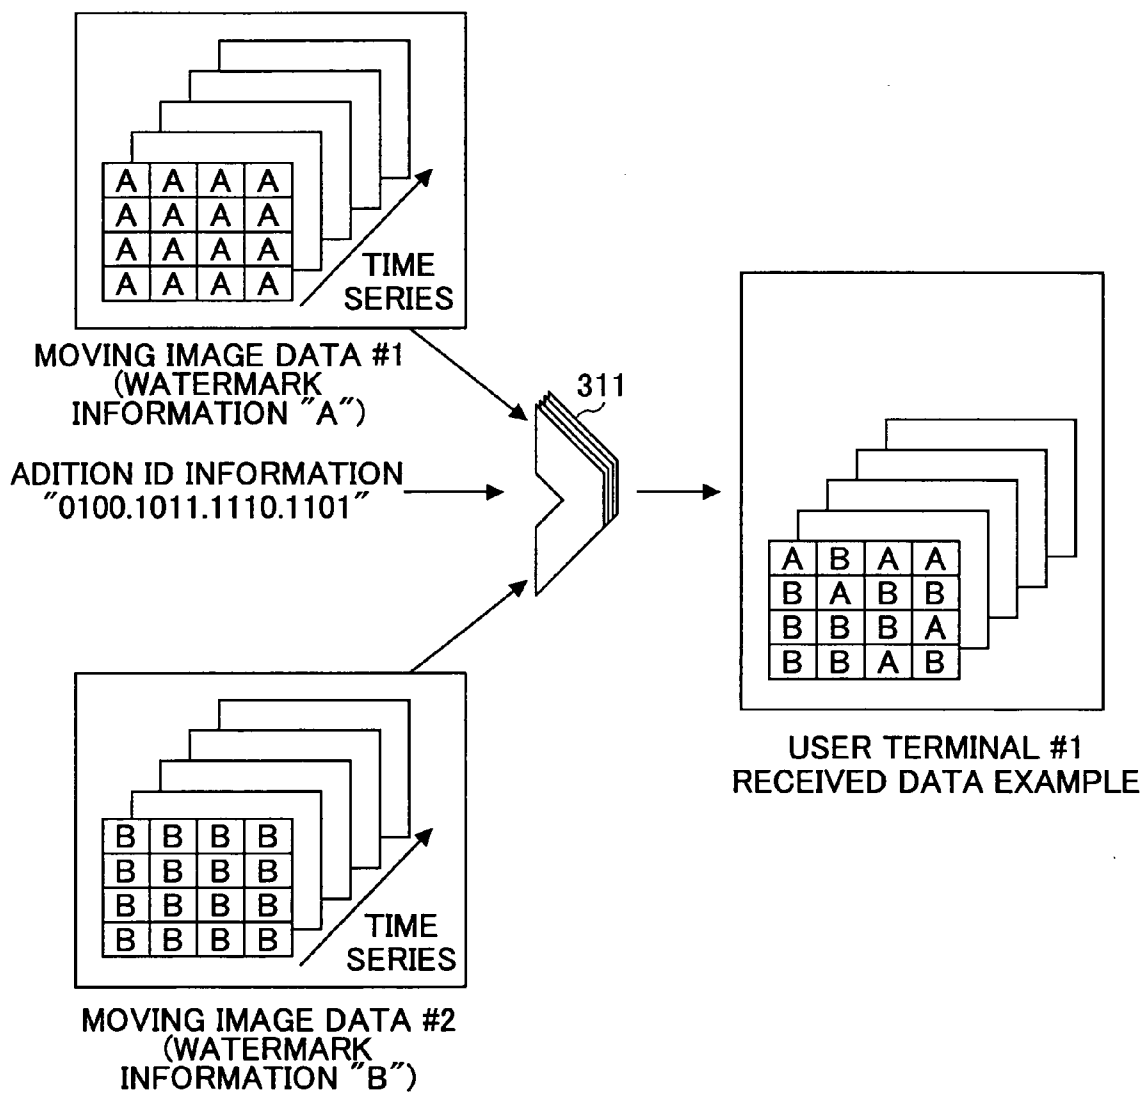 A A A A
A A A A
A A A A
A A A A
TIME
SERIES
MOVING IMAGE DATA #1
(WATERMARK
INFORMATION "A")
311
ADITION ID INFORMATION
"0100.1011.1110.1101"
A B A A
B A B B
B B B A
B B A B
USER TERMINAL #1
RECEIVED DATA EXAMPLE
B B B B
B B B B
B B B B
B B B B
TIME
SERIES
MOVING IMAGE DATA #2
(WATERMARK
INFORMATION "B")